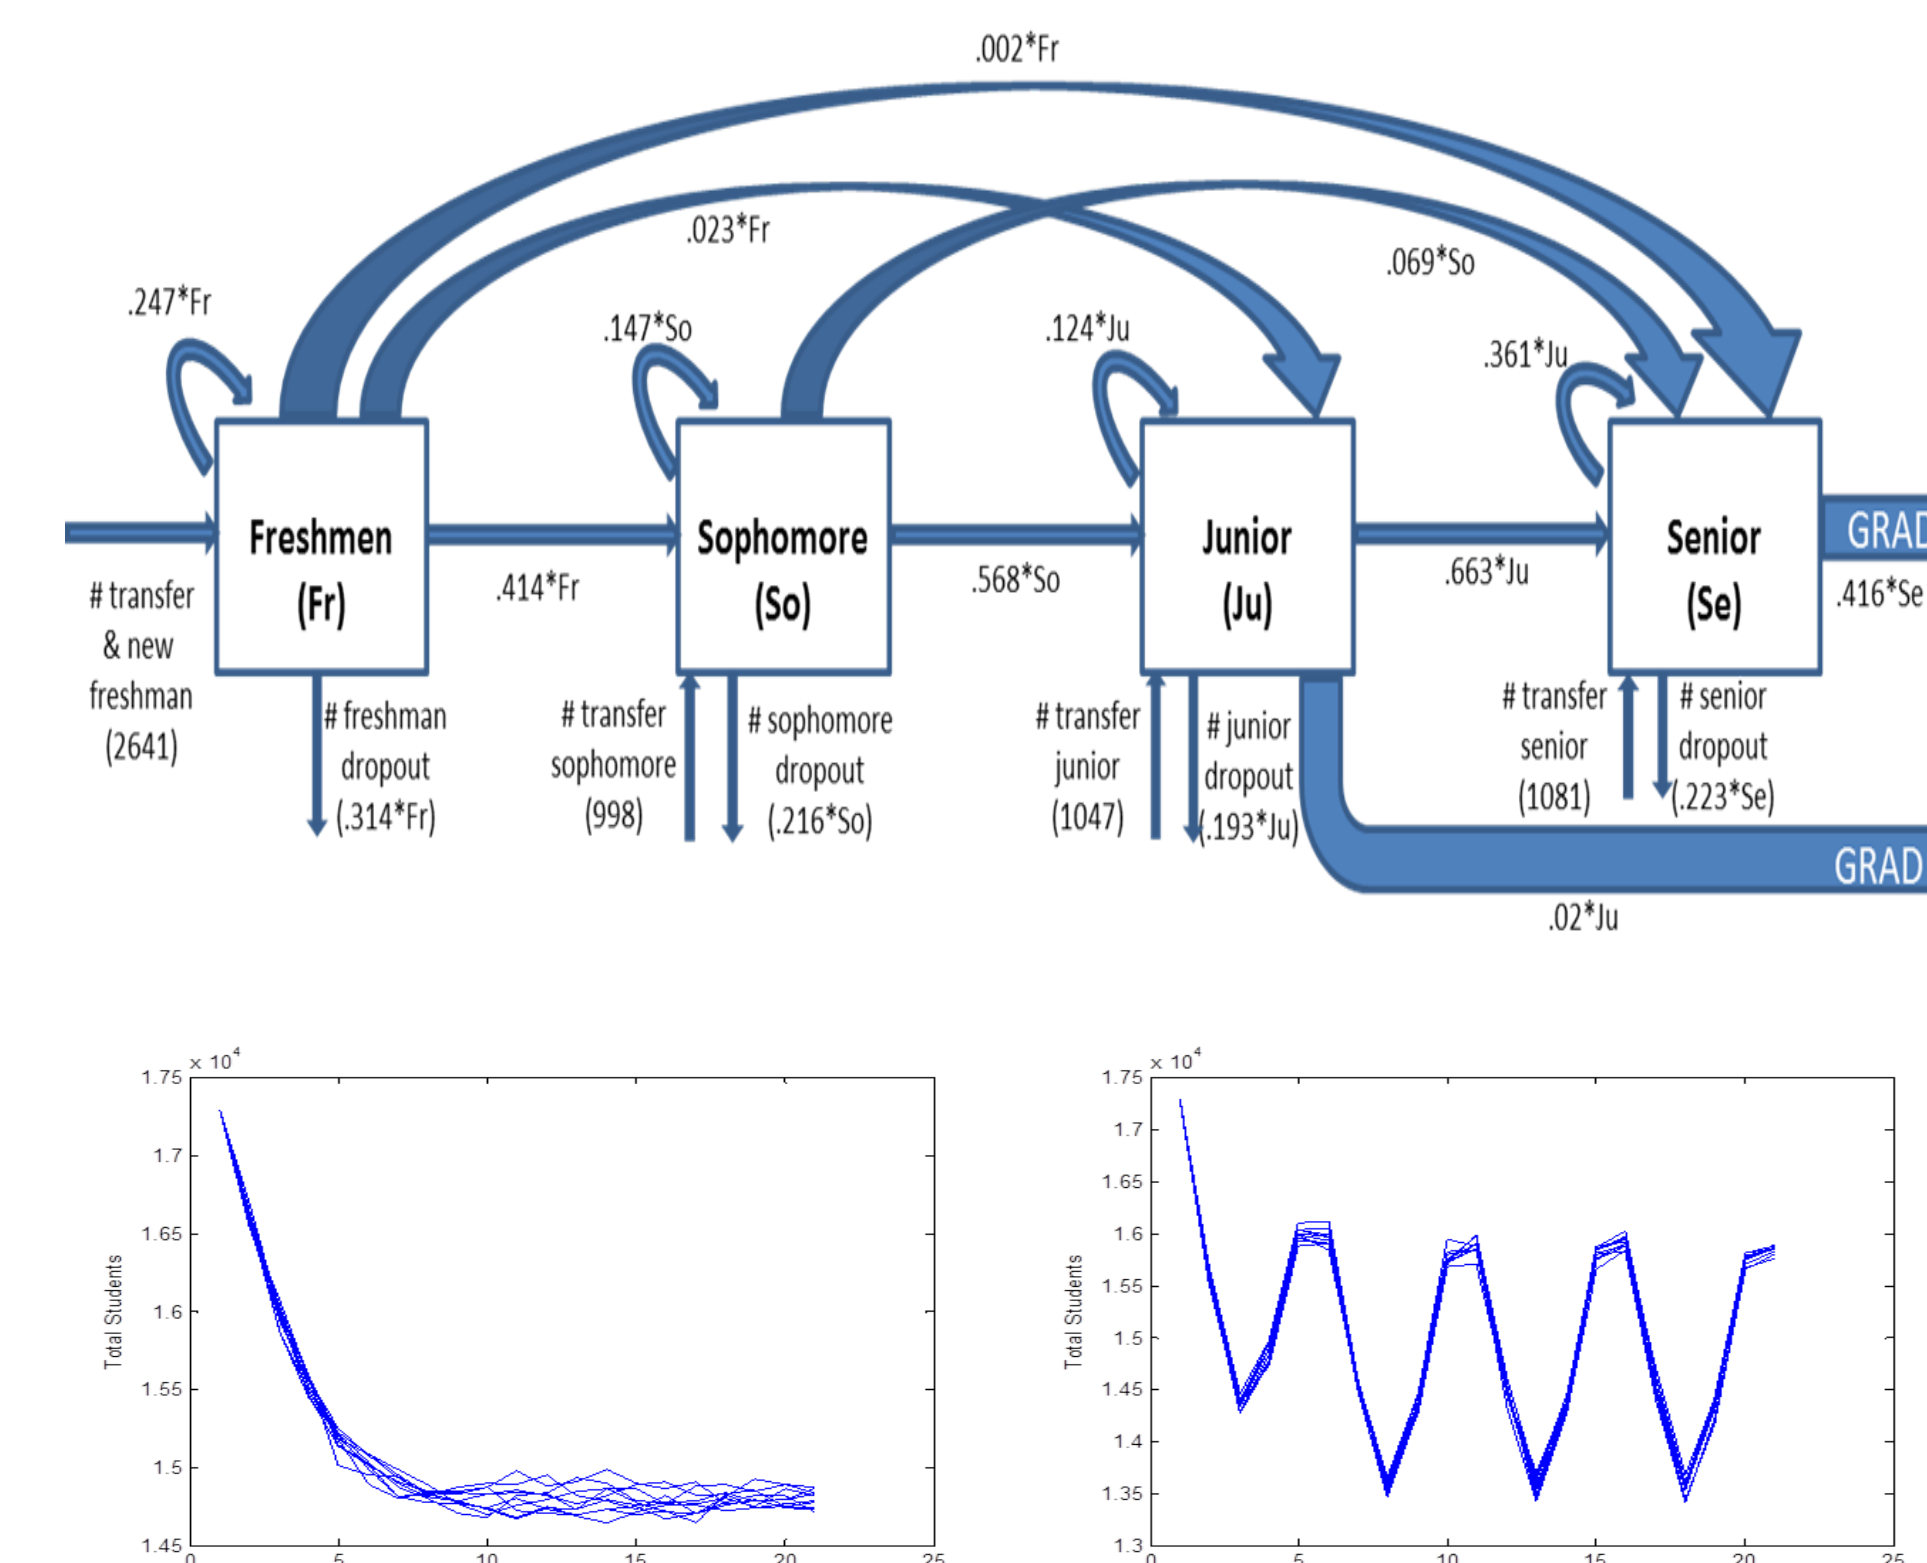 .002*Fr
.023*Fr
.069*So
.247*Fr
.147*So
.124*Ju
.361*Ju
Freshmen
(Fr)
Sophomore
(So)
Junior
(Ju)
Senior
(Se)
GRAD
.414*Fr
.568*So
.663*Ju
.416*Se
# transfer
& new
freshman
(2641)
# freshman
dropout
(.314*Fr)
# transfer
sophomore
(998)
# sophomore
dropout
(.216*So)
# transfer
junior
(1047)
# junior
dropout
(.193*Ju)
# transfer
senior
(1081)
# senior
dropout
(.223*Se)
GRAD
.02*Ju
x 10^4
1.75
1.7
1.65
1.6
1.55
1.5
1.45
Total Students
0 5 10 15 20 25
x 10^4
1.75
1.7
1.65
1.6
1.55
1.5
1.45
1.4
1.35
1.3
Total Students
0 5 10 15 20 25